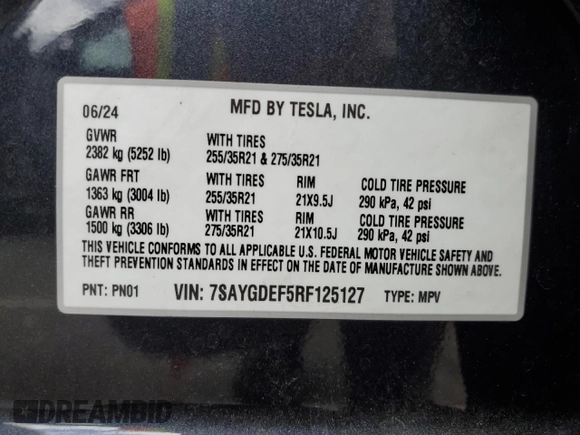 06/24 MFD BY TESLA, INC.
GVWR WITH TIRES
2382 kg (5252 lb) 255/35R21 & 275/35R21
GAWR FRT WITH TIRES RIM COLD TIRE PRESSURE
1363 kg (3004 lb) 255/35R21 21X9.5J 290 kPa, 42 psi
GAWR RR WITH TIRES RIM COLD TIRE PRESSURE
1500 kg (3306 lb) 275/35R21 21X10.5J 290 kPa, 42 psi
THIS VEHICLE CONFORMS TO ALL APPLICABLE U.S. FEDERAL MOTOR VEHICLE SAFETY AND
THEFT PREVENTION STANDARDS IN EFFECT ON THE DATE OF MANUFACTURE SHOWN ABOVE.
PNT: PN01 VIN: 7SAYGDEF5RF125127 TYPE: MPV
DREAMBID